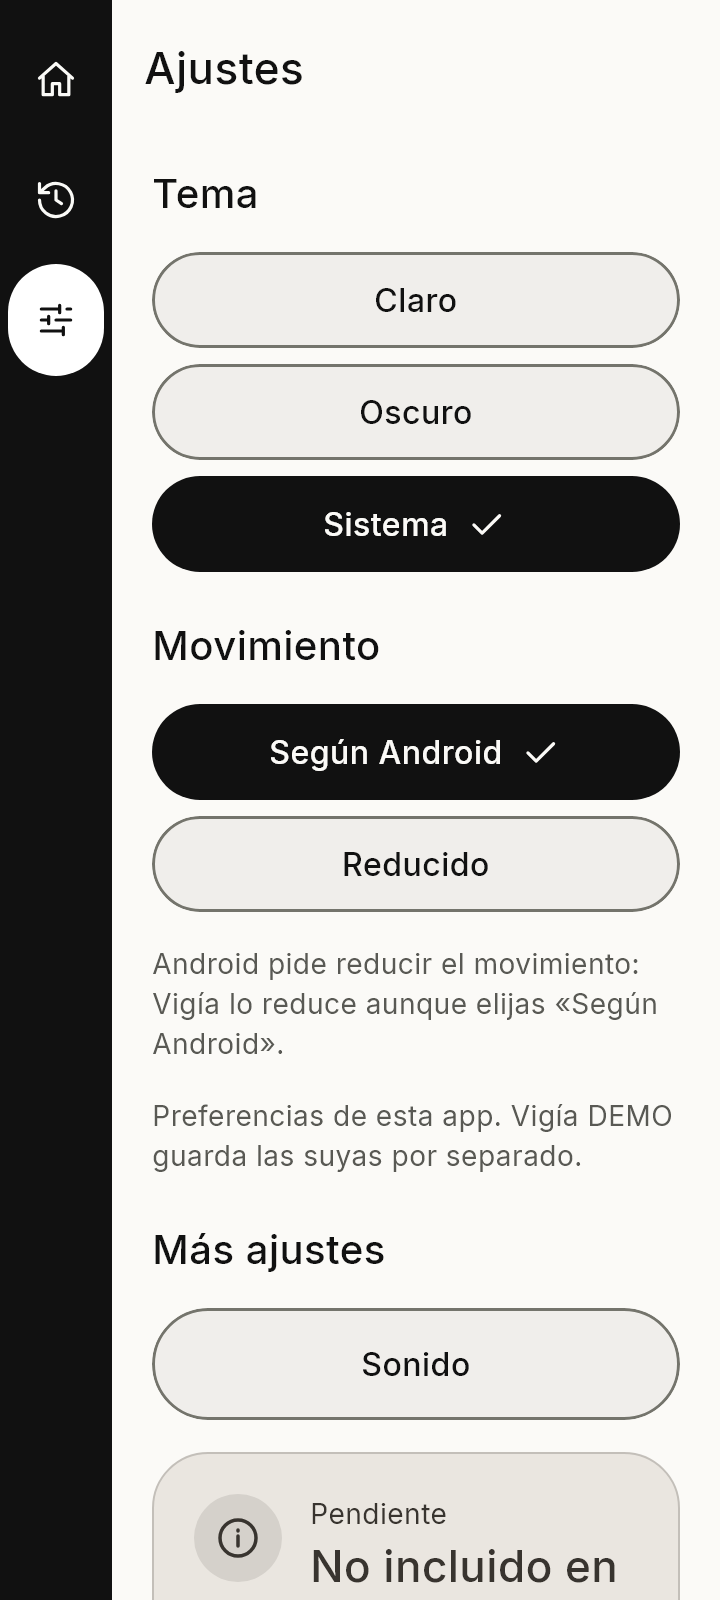 Ajustes
Tema
Claro
Oscuro
Sistema
Movimiento
Según Android
Reducido
Android pide reducir el movimiento:
Vigía lo reduce aunque elijas «Según
Android».
Preferencias de esta app. Vigía DEMO
guarda las suyas por separado.
Más ajustes
Sonido
Pendiente
No incluido en